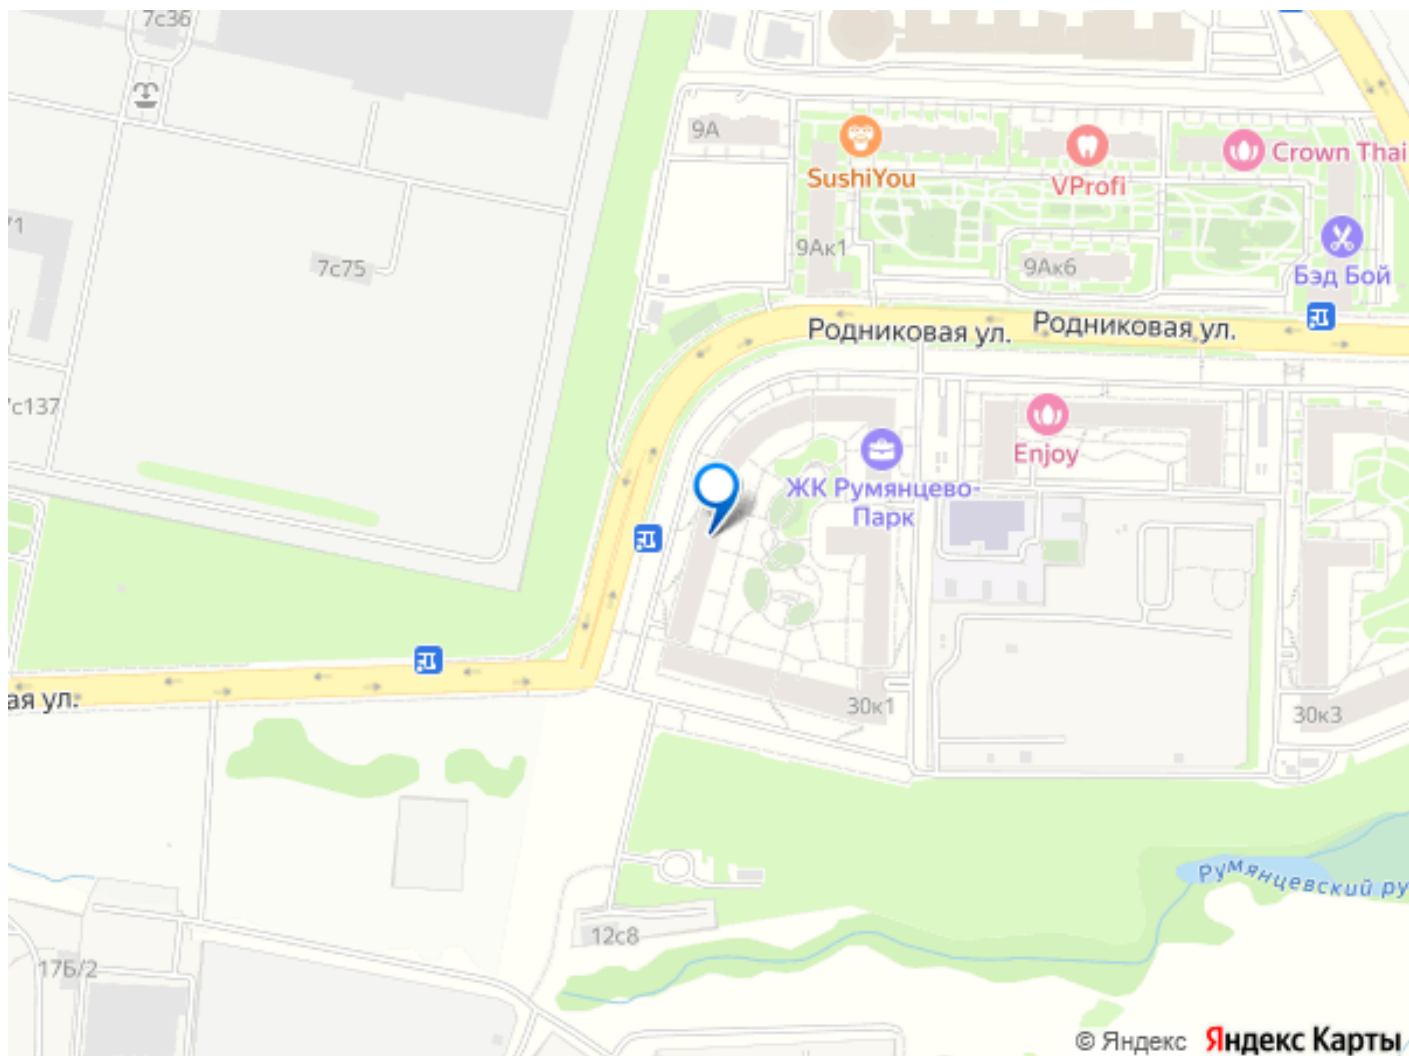 7с36
9А
SushiYou
VProfi
Crown Thai
7с75
9Ак1
9Ак6
Бэд Бой
Родниковая ул.
Родниковая ул.
с137
Enjoy
ЖК Румянцево-
Парк
ая ул.
30к1
30к3
Румянцевский ру
12с8
17Б/2
© Яндекс Яндекс Карты